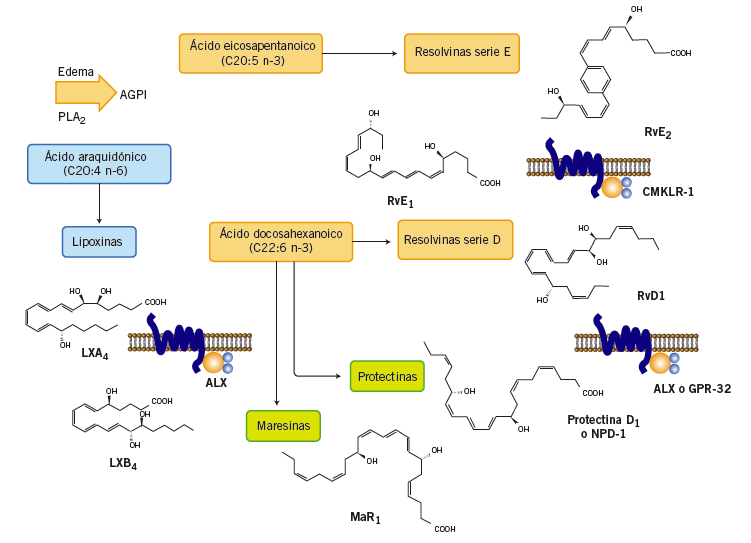 Ácido eicosapentanoico
(C20:5 n-3)
Resolvinas serie E
OH
COOH
HO
RvE2
Edema
AGPI
PLA2
Ácido araquidónico
(C20:4 n-6)
OH
OH
HO
COOH
RvE1
CMKLR-1
Lipoxinas
Ácido docosahexanoico
(C22:6 n-3)
Resolvinas serie D
HO
OH
HO
RvD1
HO
OH
COOH
OH
LXA4
ALX
ALX o GPR-32
Protectinas
OH
COOH
OH
Protectina D1
o NPD-1
OH
COOH
OH
OH
LXB4
Maresinas
OH
OH
COOH
MaR1